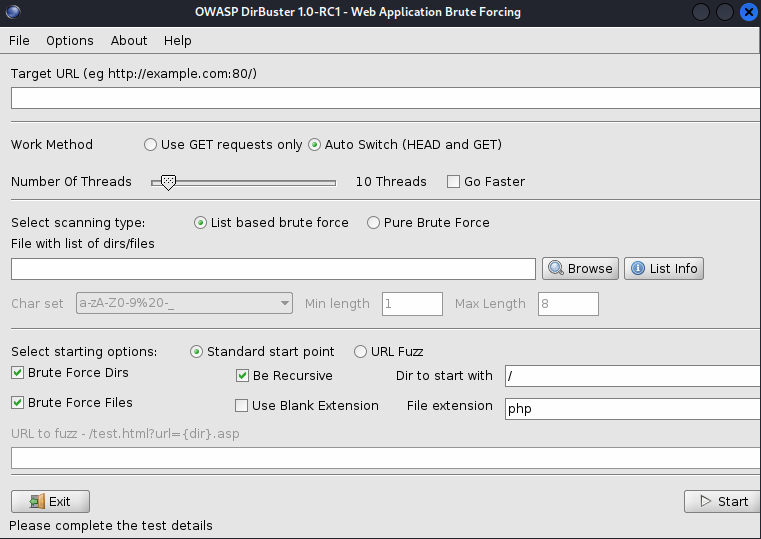 OWASP DirBuster 1.0-RC1 - Web Application Brute Forcing
File Options About Help
Target URL (eg http://example.com:80/)
Work Method Use GET requests only Auto Switch (HEAD and GET)
Number Of Threads 10 Threads Go Faster
Select scanning type: List based brute force Pure Brute Force
File with list of dirs/files
Browse List Info
Char set a-zA-Z0-9%20-_ Min length 1 Max Length 8
Select starting options: Standard start point URL Fuzz
Brute Force Dirs Be Recursive Dir to start with /
Brute Force Files Use Blank Extension File extension php
URL to fuzz - /test.html?url={dir}.asp
Exit Start
Please complete the test details